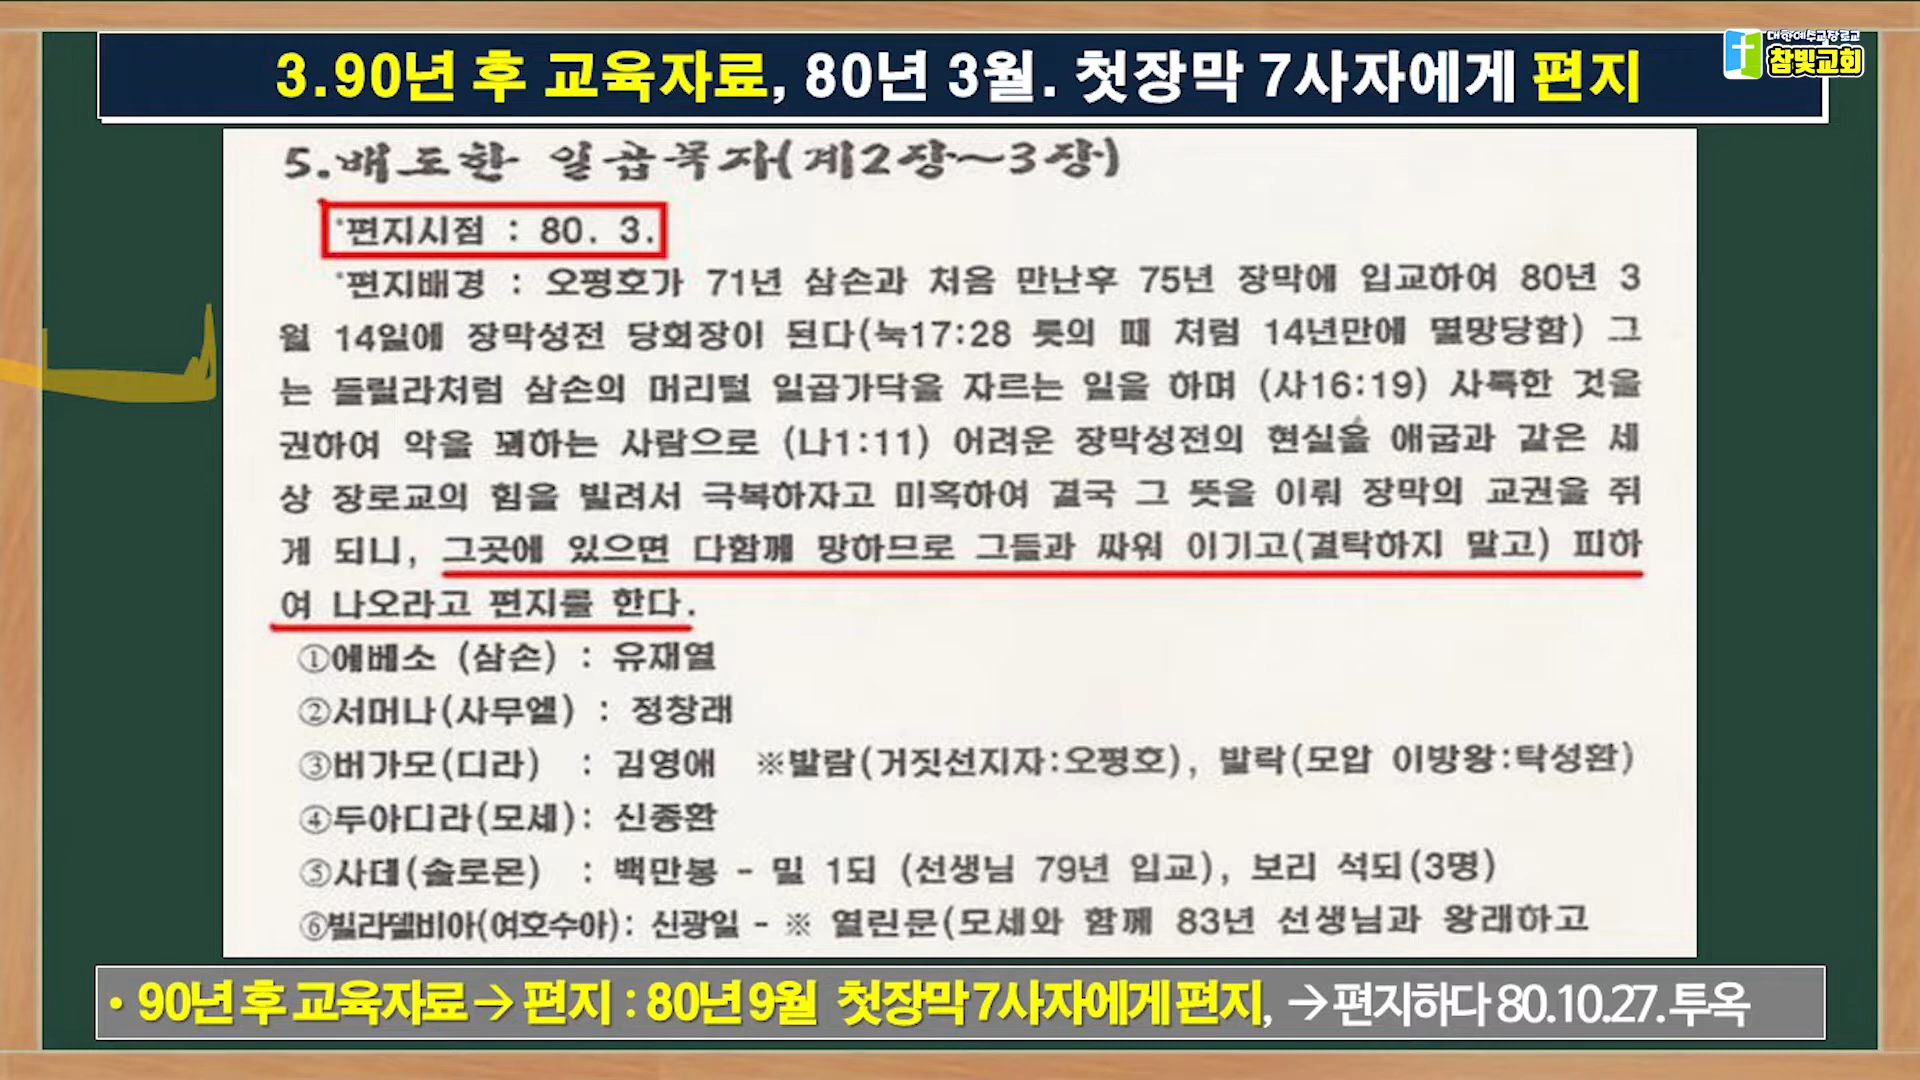 3.90년 후 교육자료, 80년 3월. 첫장막 7사자에게 편지
대한예수교장로교
참빛교회
5.배도한 일곱목자(계2장~3장)
*편지시점 : 80. 3.
*편지배경 : 오평호가 71년 삼손과 처음 만난후 75년 장막에 입교하여 80년 3
월 14일에 장막성전 당회장이 된다(눅17:28 롯의 때 처럼 14년만에 멸망당함) 그
는 들릴라처럼 삼손의 머리털 일곱가닥을 자르는 일을 하며 (사16:19) 사특한 것을
권하여 악을 꾀하는 사람으로 (나1:11) 어려운 장막성전의 현실을 애굽과 같은 세
상 장로교의 힘을 빌려서 극복하자고 미혹하여 결국 그 뜻을 이뤄 장막의 교권을 쥐
게 되니, 그곳에 있으면 다함께 망하므로 그들과 싸워 이기고(결탁하지 말고) 피하
여 나오라고 편지를 한다.
①에베소 (삼손) : 유재열
②서머나(사무엘) : 정창래
③버가모(디라) : 김영애 ※발람(거짓선지자:오평호), 발락(모압 이방왕:탁성환)
④두아디라(모세): 신종환
⑤사데(솔로몬) : 백만봉 - 밀 1되 (선생님 79년 입교), 보리 석되(3명)
⑥빌라델비아(여호수아): 신광일 - ※ 열린문(모세와 함께 83년 선생님과 왕래하고
• 90년 후 교육자료→ 편지 : 80년 9월 첫장막 7사자에게 편지, →편지하다 80.10.27.투옥